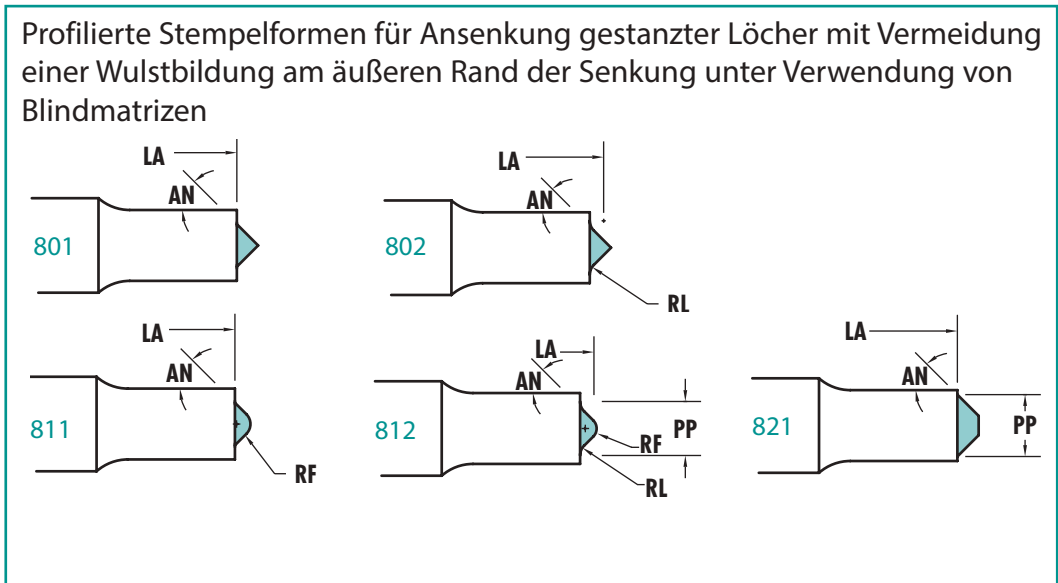 Profilierte Stempelformen für Ansenkung gestanzter Löcher mit Vermeidung
einer Wulstbildung am äußeren Rand der Senkung unter Verwendung von
Blindmatrizen
LA
AN
801
LA
AN
802
RL
LA
AN
811
RF
LA
AN
812
PP
RF
RL
LA
AN
821
PP